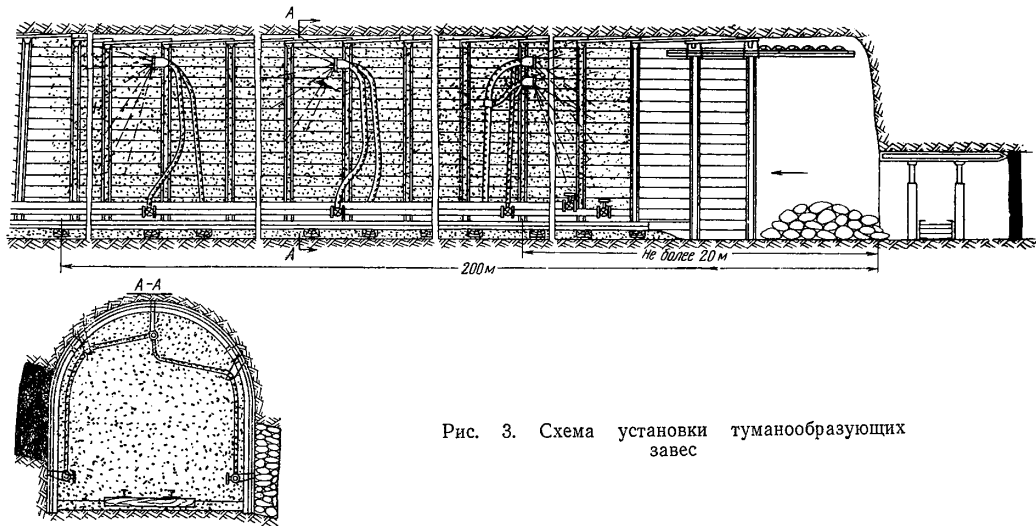 А
А
Не более 20 м
200 м
А-А
Рис. 3. Схема установки туманообразующих
завес